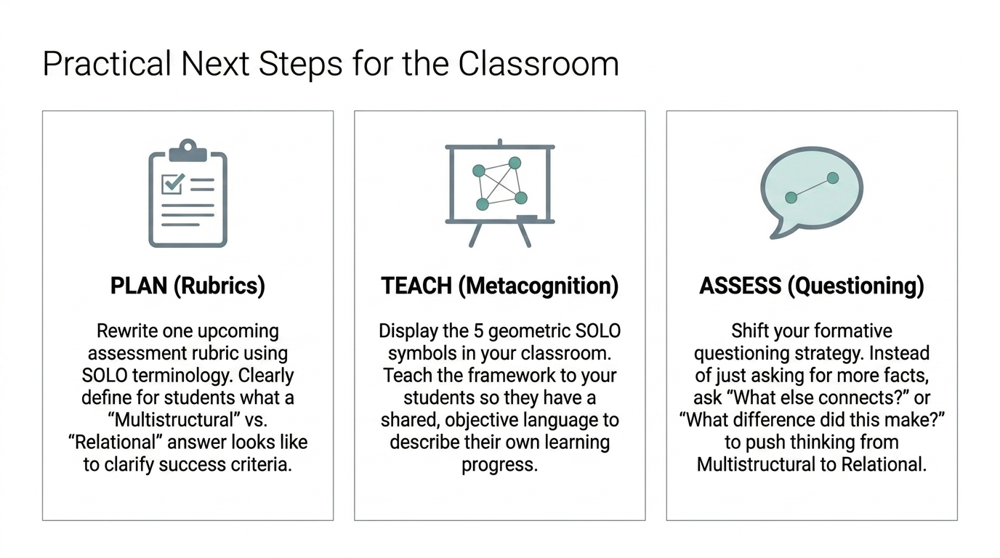 Practical Next Steps for the Classroom
PLAN (Rubrics)
Rewrite one upcoming
assessment rubric using
SOLO terminology. Clearly
define for students what a
“Multistructural” vs.
“Relational” answer looks like
to clarify success criteria.
TEACH (Metacognition)
Display the 5 geometric SOLO
symbols in your classroom.
Teach the framework to your
students so they have a
shared, objective language to
describe their own learning
progress.
ASSESS (Questioning)
Shift your formative
questioning strategy. Instead
of just asking for more facts,
ask “What else connects?” or
“What difference did this make?”
to push thinking from
Multistructural to Relational.